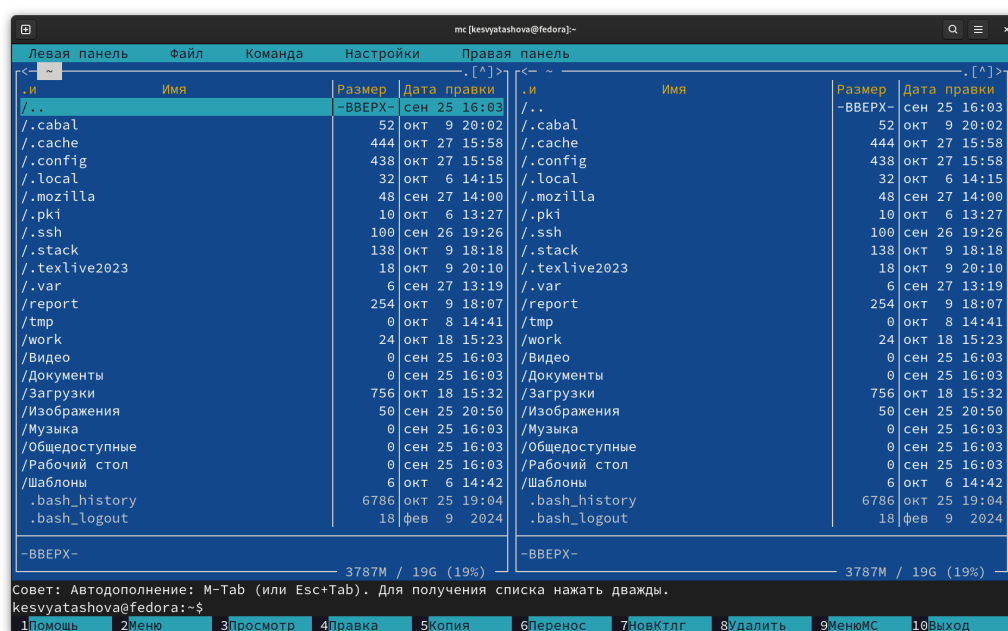 mc [kesvyatashova@fedora]:~
Левая панель Файл Команда Настройки Правая панель
<— ~ .[^]> <— ~ .[^]>
.и Имя Размер Дата правки .и Имя Размер Дата правки
/.. -ВВЕРХ- сен 25 16:03 /.. -ВВЕРХ- сен 25 16:03
/.cabal 52 окт 9 20:02 /.cabal 52 окт 9 20:02
/.cache 444 окт 27 15:58 /.cache 444 окт 27 15:58
/.config 438 окт 27 15:58 /.config 438 окт 27 15:58
/.local 32 окт 6 14:15 /.local 32 окт 6 14:15
/.mozilla 48 сен 27 14:00 /.mozilla 48 сен 27 14:00
/.pki 10 окт 6 13:27 /.pki 10 окт 6 13:27
/.ssh 100 сен 26 19:26 /.ssh 100 сен 26 19:26
/.stack 138 окт 9 18:18 /.stack 138 окт 9 18:18
/.texlive2023 18 окт 9 20:10 /.texlive2023 18 окт 9 20:10
/.var 6 сен 27 13:19 /.var 6 сен 27 13:19
/report 254 окт 9 18:07 /report 254 окт 9 18:07
/tmp 0 окт 8 14:41 /tmp 0 окт 8 14:41
/work 24 окт 18 15:23 /work 24 окт 18 15:23
/Видео 0 сен 25 16:03 /Видео 0 сен 25 16:03
/Документы 0 сен 25 16:03 /Документы 0 сен 25 16:03
/Загрузки 756 окт 18 15:32 /Загрузки 756 окт 18 15:32
/Изображения 50 сен 25 20:50 /Изображения 50 сен 25 20:50
/Музыка 0 сен 25 16:03 /Музыка 0 сен 25 16:03
/Общедоступные 0 сен 25 16:03 /Общедоступные 0 сен 25 16:03
/Рабочий стол 0 сен 25 16:03 /Рабочий стол 0 сен 25 16:03
/Шаблоны 6 окт 6 14:42 /Шаблоны 6 окт 6 14:42
.bash_history 6786 окт 25 19:04 .bash_history 6786 окт 25 19:04
.bash_logout 18 фев 9 2024 .bash_logout 18 фев 9 2024
-ВВЕРХ- -ВВЕРХ-
3787M / 19G (19%) 3787M / 19G (19%)
Совет: Автодополнение: M-Tab (или Esc+Tab). Для получения списка нажать дважды.
kesvyatashova@fedora:~$
1Помощь 2Меню 3Просмотр 4Правка 5Копия 6Перенос 7НовКтлг 8Удалить 9МенюMC 10Выход